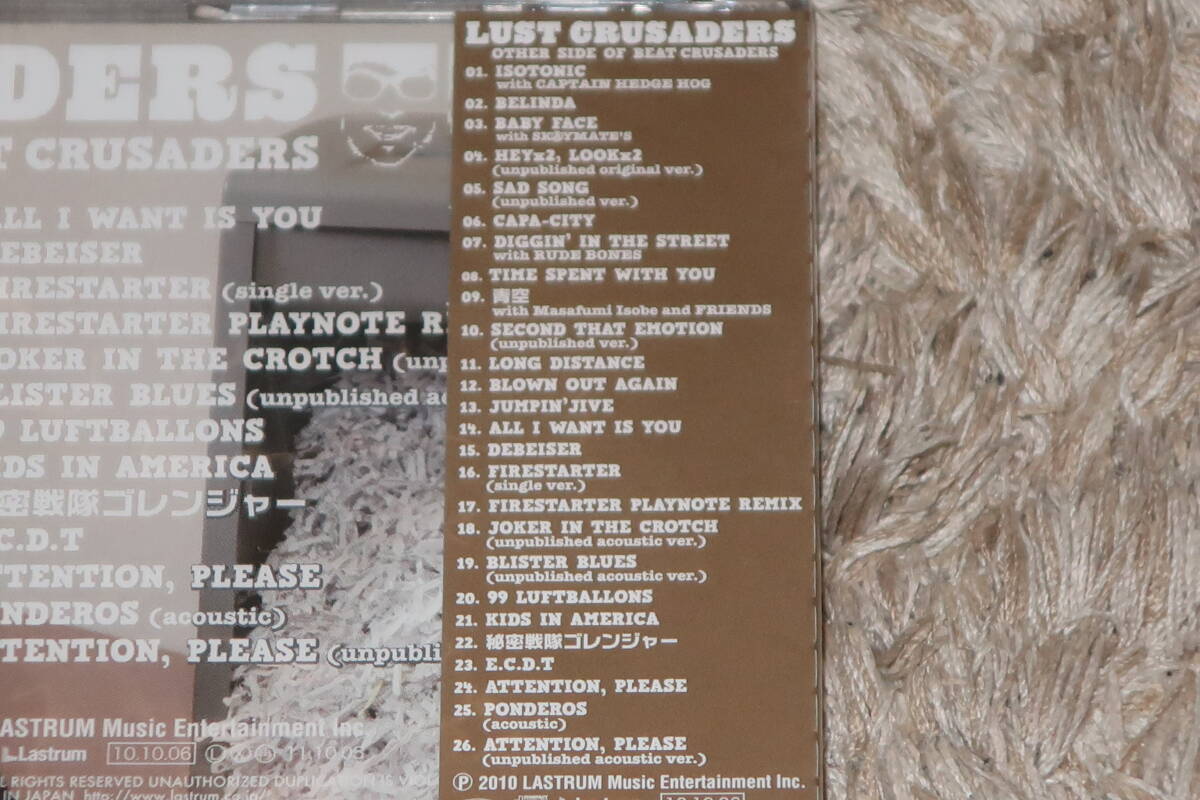 DERS
T CRUSADERS
ALL I WANT IS YOU
DEBEISER
FIRESTARTER (single ver.)
FIRESTARTER PLAYNOTE RE
JOKER IN THE CROTCH (unp
BLISTER BLUES (unpublished ac
9 LUFTBALLONS
KIDS IN AMERICA
密戦隊ゴレンジャー
E.C.D.T
TTENTION, PLEASE
ONDEROS (acoustic)
TTENTION, PLEASE (unpubli
LASTRUM Music Entertainment Inc.
Lastrum 10.10.06
L RIGHTS RESERVED UNAUTHORIZED DUPLICATION IS
IN JAPAN http://www.lastrum.co.jp/
LUST CRUSADERS
OTHER SIDE OF BEAT CRUSADERS
01. ISOTONIC
with CAPTAIN HEDGE HOG
02. BELINDA
03. BABY FACE
with SKAYMATE'S
04. HEYx2, LOOKx2
(unpublished original ver.)
05. SAD SONG
(unpublished ver.)
06. CAPA-CITY
07. DIGGIN' IN THE STREET
with RUDE BONES
08. TIME SPENT WITH YOU
09. 青空
with Masafumi Isobe and FRIENDS
10. SECOND THAT EMOTION
(unpublished ver.)
11. LONG DISTANCE
12. BLOWN OUT AGAIN
13. JUMPIN'JIVE
14. ALL I WANT IS YOU
15. DEBEISER
16. FIRESTARTER
(single ver.)
17. FIRESTARTER PLAYNOTE REMIX
18. JOKER IN THE CROTCH
(unpublished acoustic ver.)
19. BLISTER BLUES
(unpublished acoustic ver.)
20. 99 LUFTBALLONS
21. KIDS IN AMERICA
22. 秘密戦隊ゴレンジャー
23. E.C.D.T
24. ATTENTION, PLEASE
25. PONDEROS
(acoustic)
26. ATTENTION, PLEASE
(unpublished acoustic ver.)
Ⓟ 2010 LASTRUM Music Entertainment Inc.